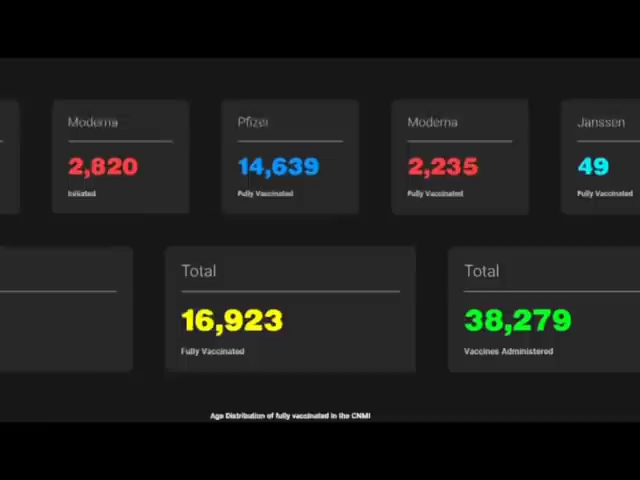 Moderna
2,820
Initiated
Pfizer
14,639
Fully Vaccinated
Moderna
2,235
Fully Vaccinated
Janssen
49
Fully Vaccinated
Total
16,923
Fully Vaccinated
Total
38,279
Vaccines Administered
Age Distribution of fully vaccinated in the CNMI